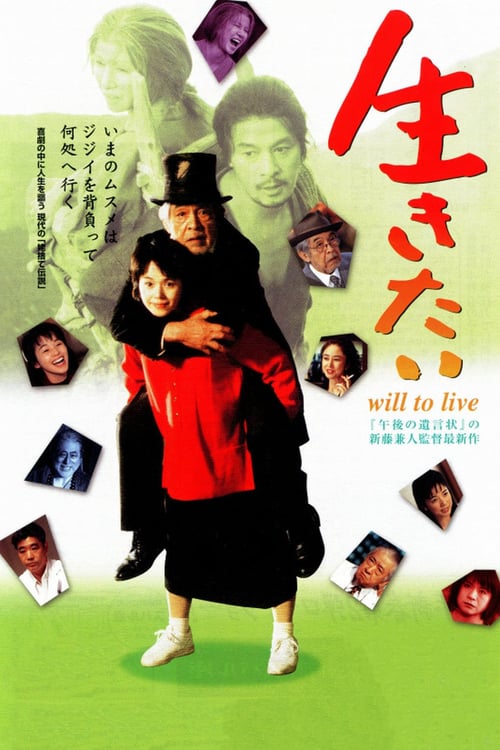 生きたい
will to live
『午後の遺言状』の
新藤兼人監督最新作
いまのムスメは
ジジイを背負って
何処へ行く
喜劇の中に人生を問う 現代の「姥捨て伝説」